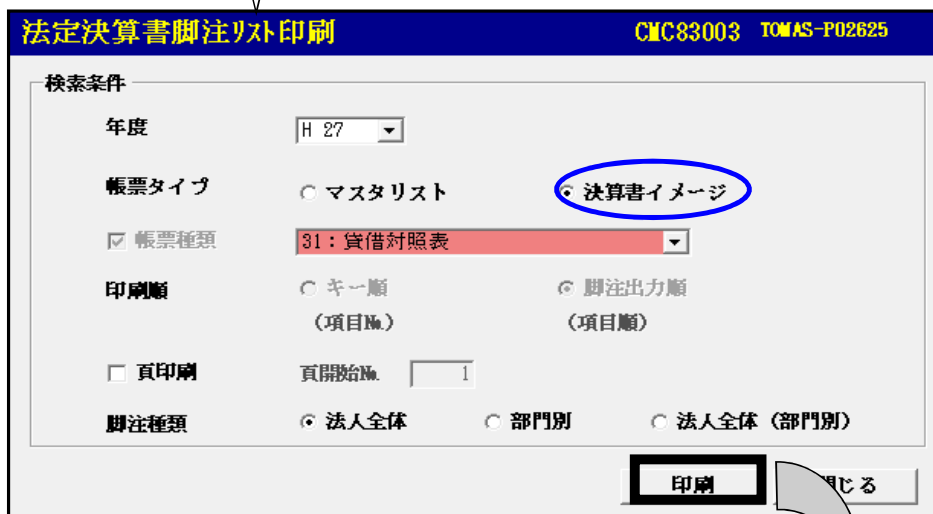 法定決算書脚注リスト印刷 CMC83003 TOMAS-P02625
検索条件
年度 H 27
帳票タイプ マスタリスト 決算書イメージ
帳票種類 31：貸借対照表
印刷順 キー順 脚注出力順
（項目№） （項目順）
頁印刷 頁開始№ 1
脚注種類 法人全体 部門別 法人全体（部門別）
印刷 じる